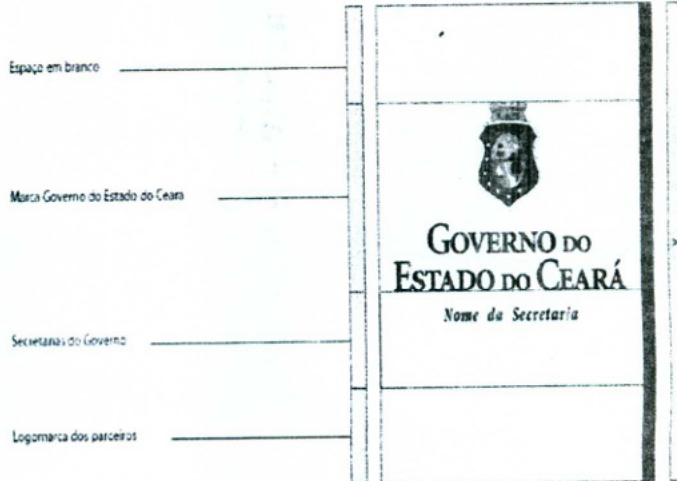 Espaço em branco
Marca Governo do Estado do Ceara
GOVERNO DO
ESTADO DO CEARÁ
Nome da Secretaria
Secretarias do Governo
Logomarca dos parceiros